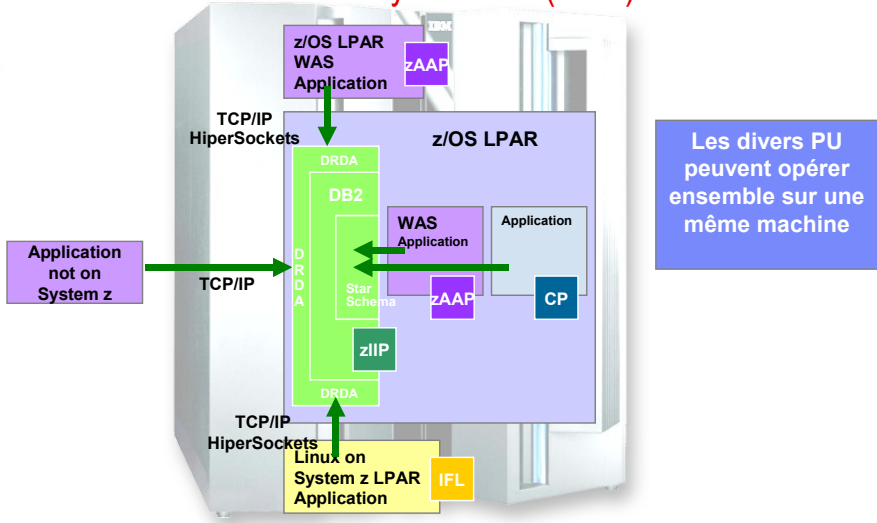 IBM
z/OS LPAR
WAS
Application
zAAP
TCP/IP
HiperSockets
z/OS LPAR
DRDA
DB2
WAS
Application
Application
Les divers PU
peuvent opérer
ensemble sur une
même machine
Application
not on
System z
TCP/IP
D
R
D
A
Star
Schema
zAAP
CP
zIIP
DRDA
TCP/IP
HiperSockets
Linux on
System z LPAR
Application
IFL